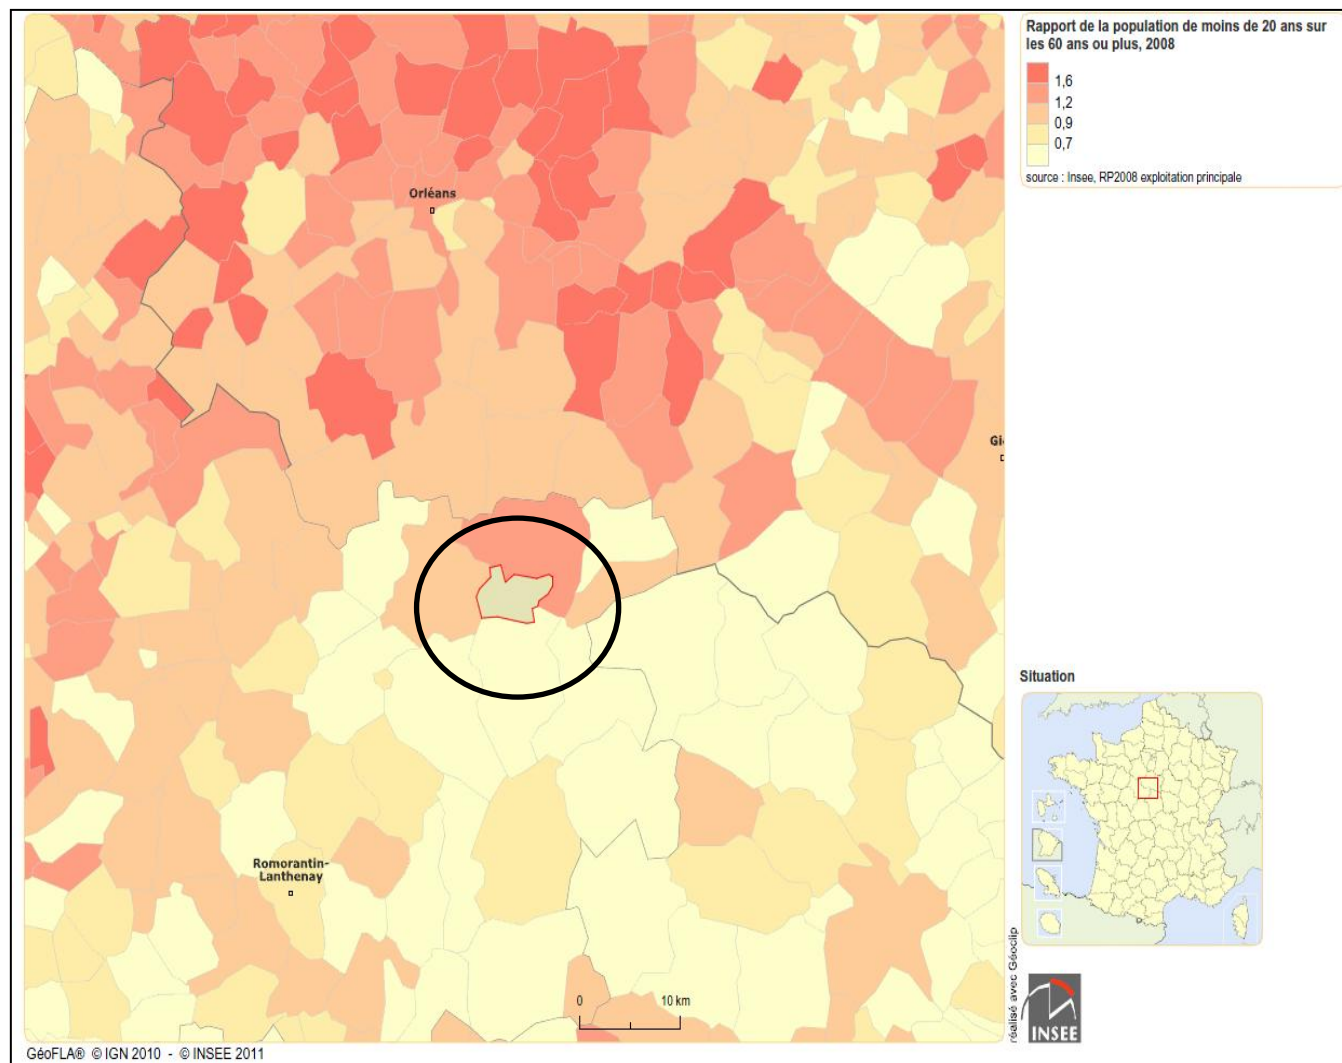 Rapport de la population de moins de 20 ans sur
les 60 ans ou plus, 2008
1,6
1,2
0,9
0,7
source : Insee, RP2008 exploitation principale
Orléans
Gi
Romorantin-
Lanthenay
0 10 km
Situation
réalisé avec Géoclip
INSEE
GéoFLA® © IGN 2010 - © INSEE 2011